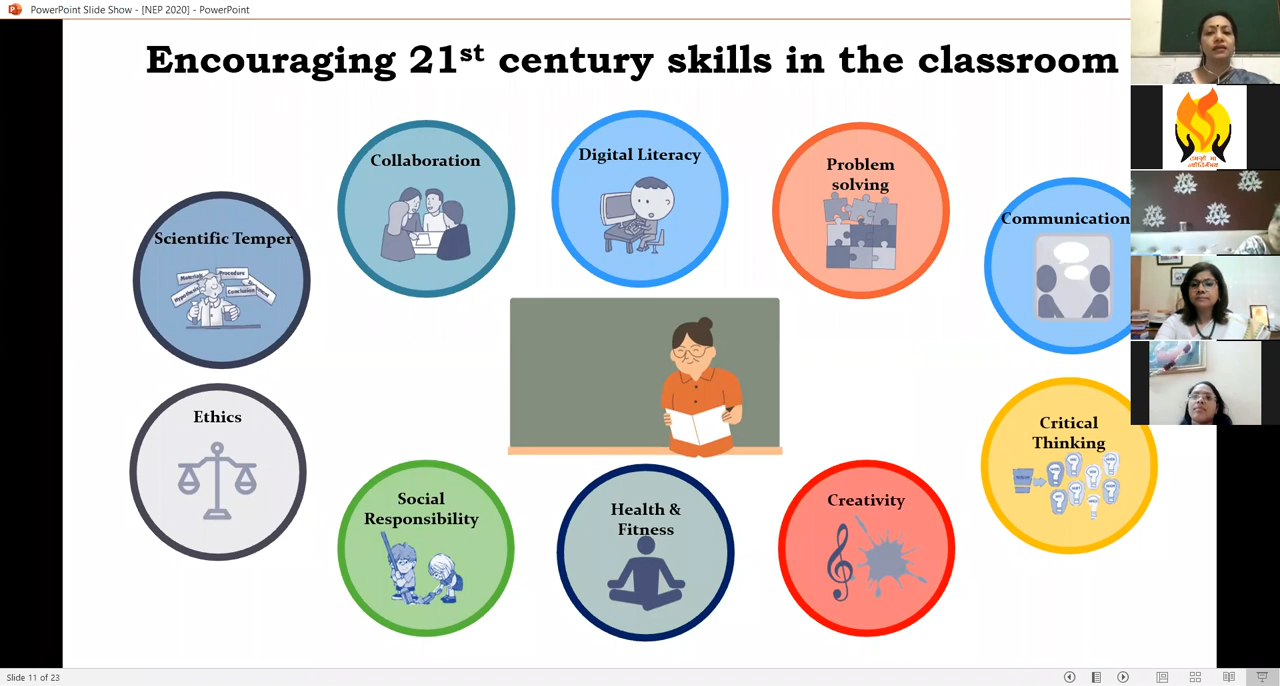 PowerPoint Slide Show - [NEP 2020] - PowerPoint
Encouraging 21st century skills in the classroom
Scientific Temper
Materials
Procedure
Hypothesis
Conclusion
Collaboration
Digital Literacy
Problem
solving
Communication
Ethics
Social
Responsibility
Health &
Fitness
Creativity
Critical
Thinking
Slide 11 of 23